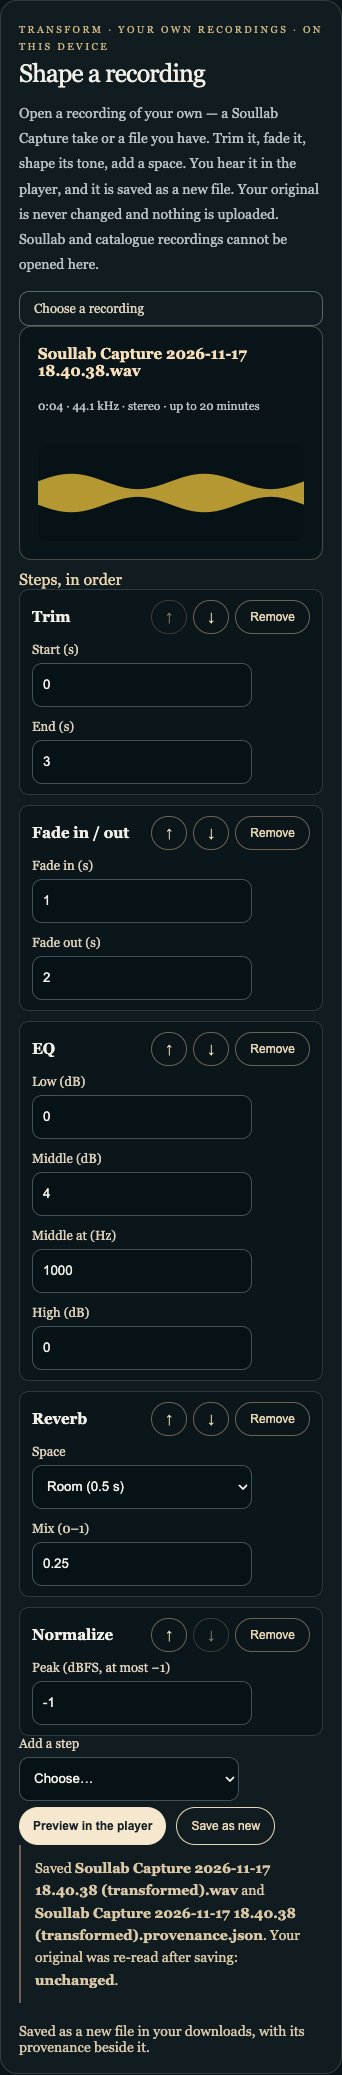 TRANSFORM · YOUR OWN RECORDINGS · ON
THIS DEVICE
Shape a recording
Open a recording of your own — a Soullab
Capture take or a file you have. Trim it, fade it,
shape its tone, add a space. You hear it in the
player, and it is saved as a new file. Your original
is never changed and nothing is uploaded.
Soullab and catalogue recordings cannot be
opened here.
Choose a recording
Soullab Capture 2026-11-17
18.40.38.wav
0:04 · 44.1 kHz · stereo · up to 20 minutes
Steps, in order
Trim ↑ ↓ Remove
Start (s)
0
End (s)
3
Fade in / out ↑ ↓ Remove
Fade in (s)
1
Fade out (s)
2
EQ ↑ ↓ Remove
Low (dB)
0
Middle (dB)
4
Middle at (Hz)
1000
High (dB)
0
Reverb ↑ ↓ Remove
Space
Room (0.5 s)
Mix (0–1)
0.25
Normalize ↑ ↓ Remove
Peak (dBFS, at most −1)
-1
Add a step
Choose…
Preview in the player Save as new
Saved Soullab Capture 2026-11-17
18.40.38 (transformed).wav and
Soullab Capture 2026-11-17 18.40.38
(transformed).provenance.json. Your
original was re-read after saving:
unchanged.
Saved as a new file in your downloads, with its
provenance beside it.